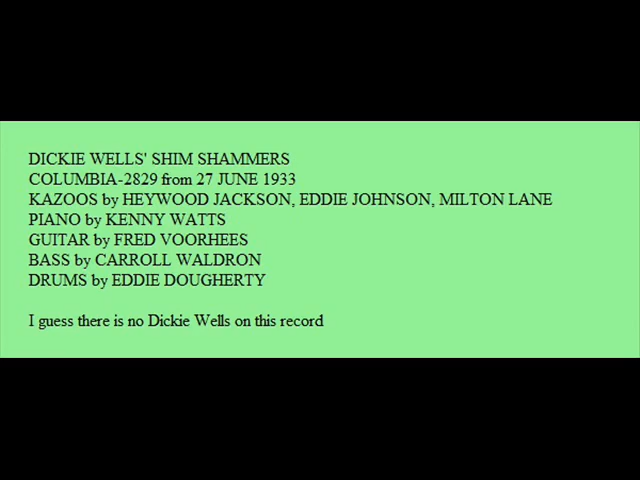 DICKIE WELLS' SHIM SHAMMERS
COLUMBIA-2829 from 27 JUNE 1933
KAZOOS by HEYWOOD JACKSON, EDDIE JOHNSON, MILTON LANE
PIANO by KENNY WATTS
GUITAR by FRED VOORHEES
BASS by CARROLL WALDRON
DRUMS by EDDIE DOUGHERTY
I guess there is no Dickie Wells on this record